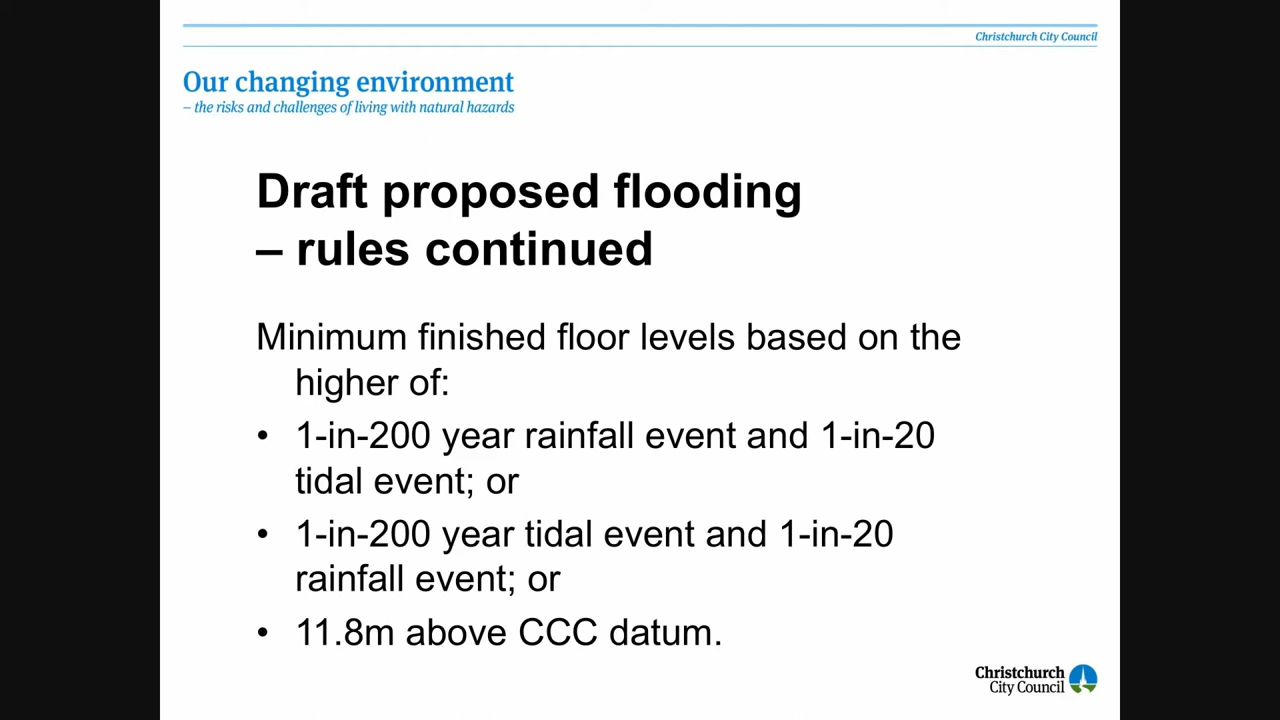 Christchurch City Council
Our changing environment
– the risks and challenges of living with natural hazards
Draft proposed flooding
– rules continued
Minimum finished floor levels based on the
higher of:
• 1-in-200 year rainfall event and 1-in-20
tidal event; or
• 1-in-200 year tidal event and 1-in-20
rainfall event; or
• 11.8m above CCC datum.
Christchurch
City Council